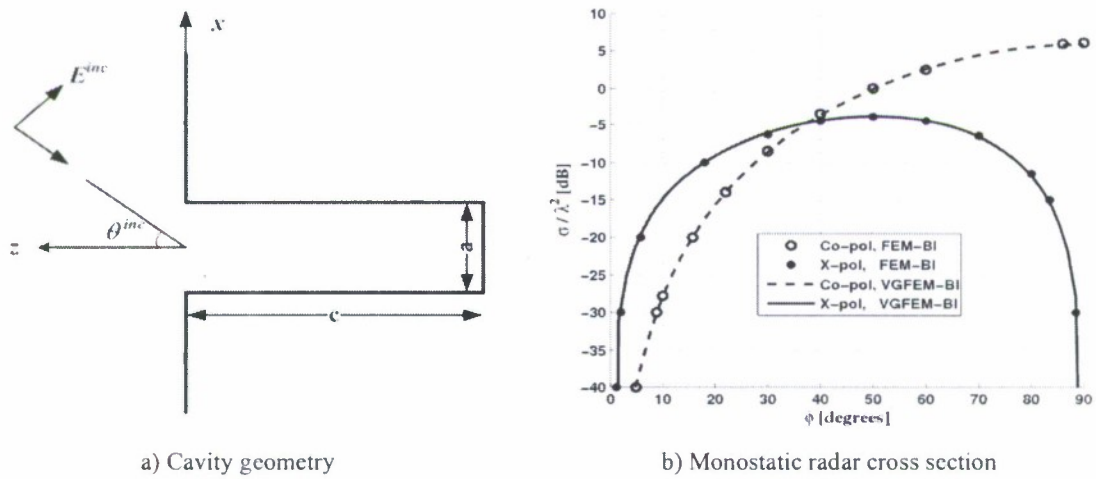 x
E^inc
θ^inc
z
a
c
a) Cavity geometry
10
5
0
-5
-10
-15
-20
-25
-30
-35
-40
σ / λ² [dB]
Co-pol, FEM-BI
X-pol, FEM-BI
Co-pol, VGFEM-BI
X-pol, VGFEM-BI
0 10 20 30 40 50 60 70 80 90
φ [degrees]
b) Monostatic radar cross section